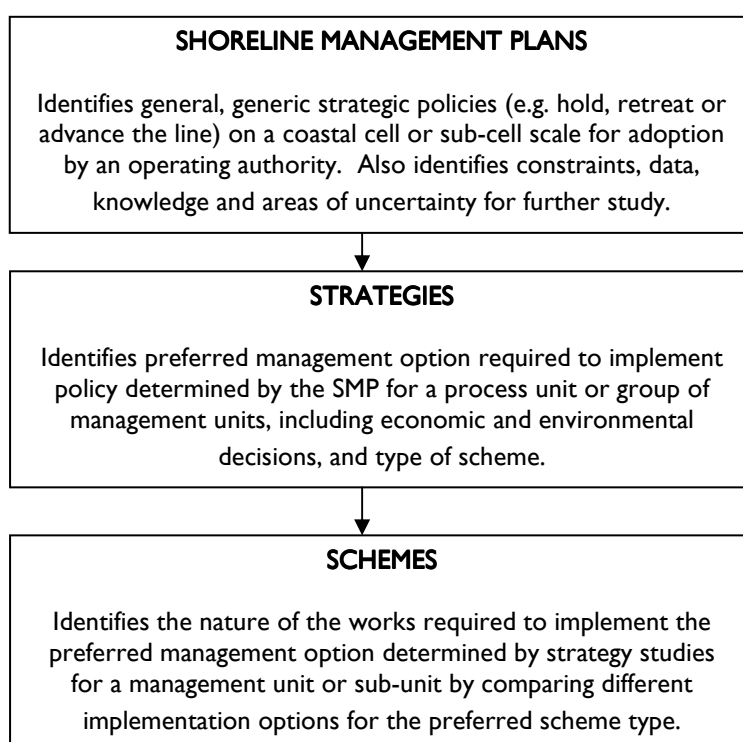 SHORELINE MANAGEMENT PLANS
Identifies general, generic strategic policies (e.g. hold, retreat or
advance the line) on a coastal cell or sub-cell scale for adoption
by an operating authority.  Also identifies constraints, data,
knowledge and areas of uncertainty for further study.
STRATEGIES
Identifies preferred management option required to implement
policy determined by the SMP for a process unit or group of
management units, including economic and environmental
decisions, and type of scheme.
SCHEMES
Identifies the nature of the works required to implement the
preferred management option determined by strategy studies
for a management unit or sub-unit by comparing different
implementation options for the preferred scheme type.